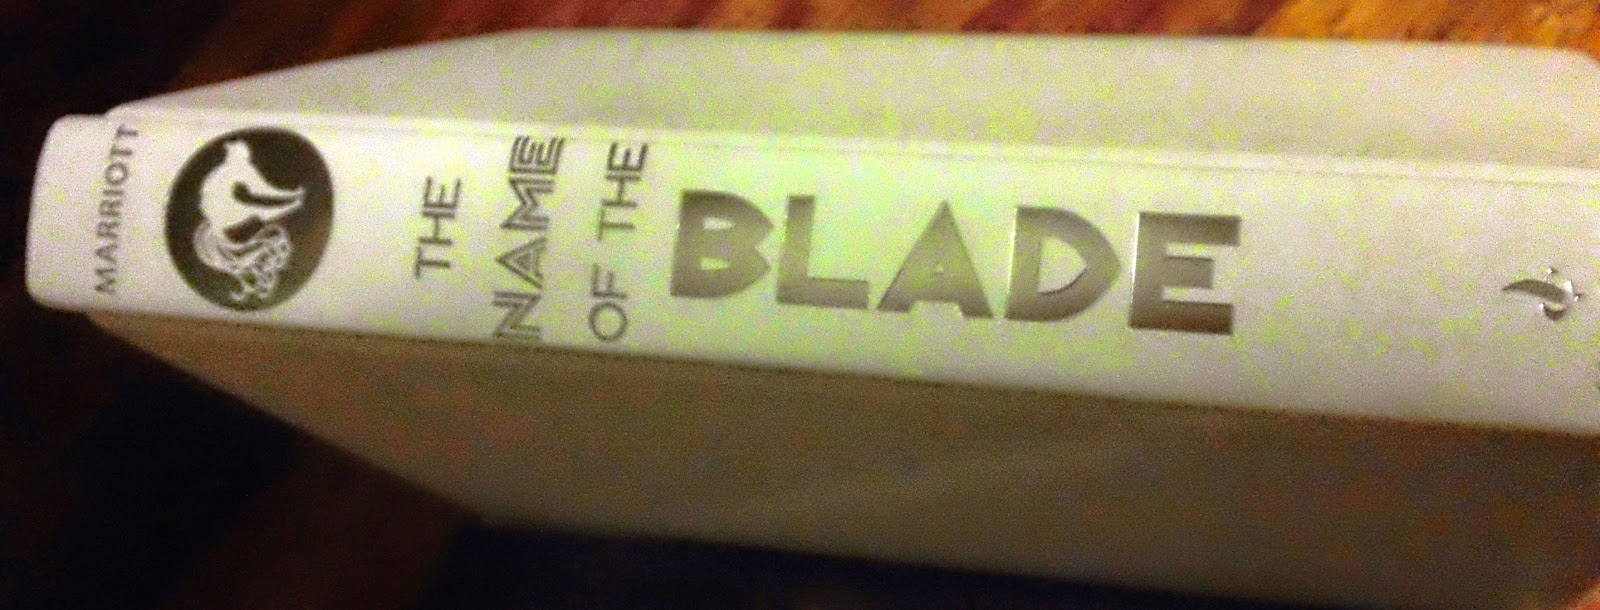 MARRIOTT
THE
NAME
OF THE
BLADE